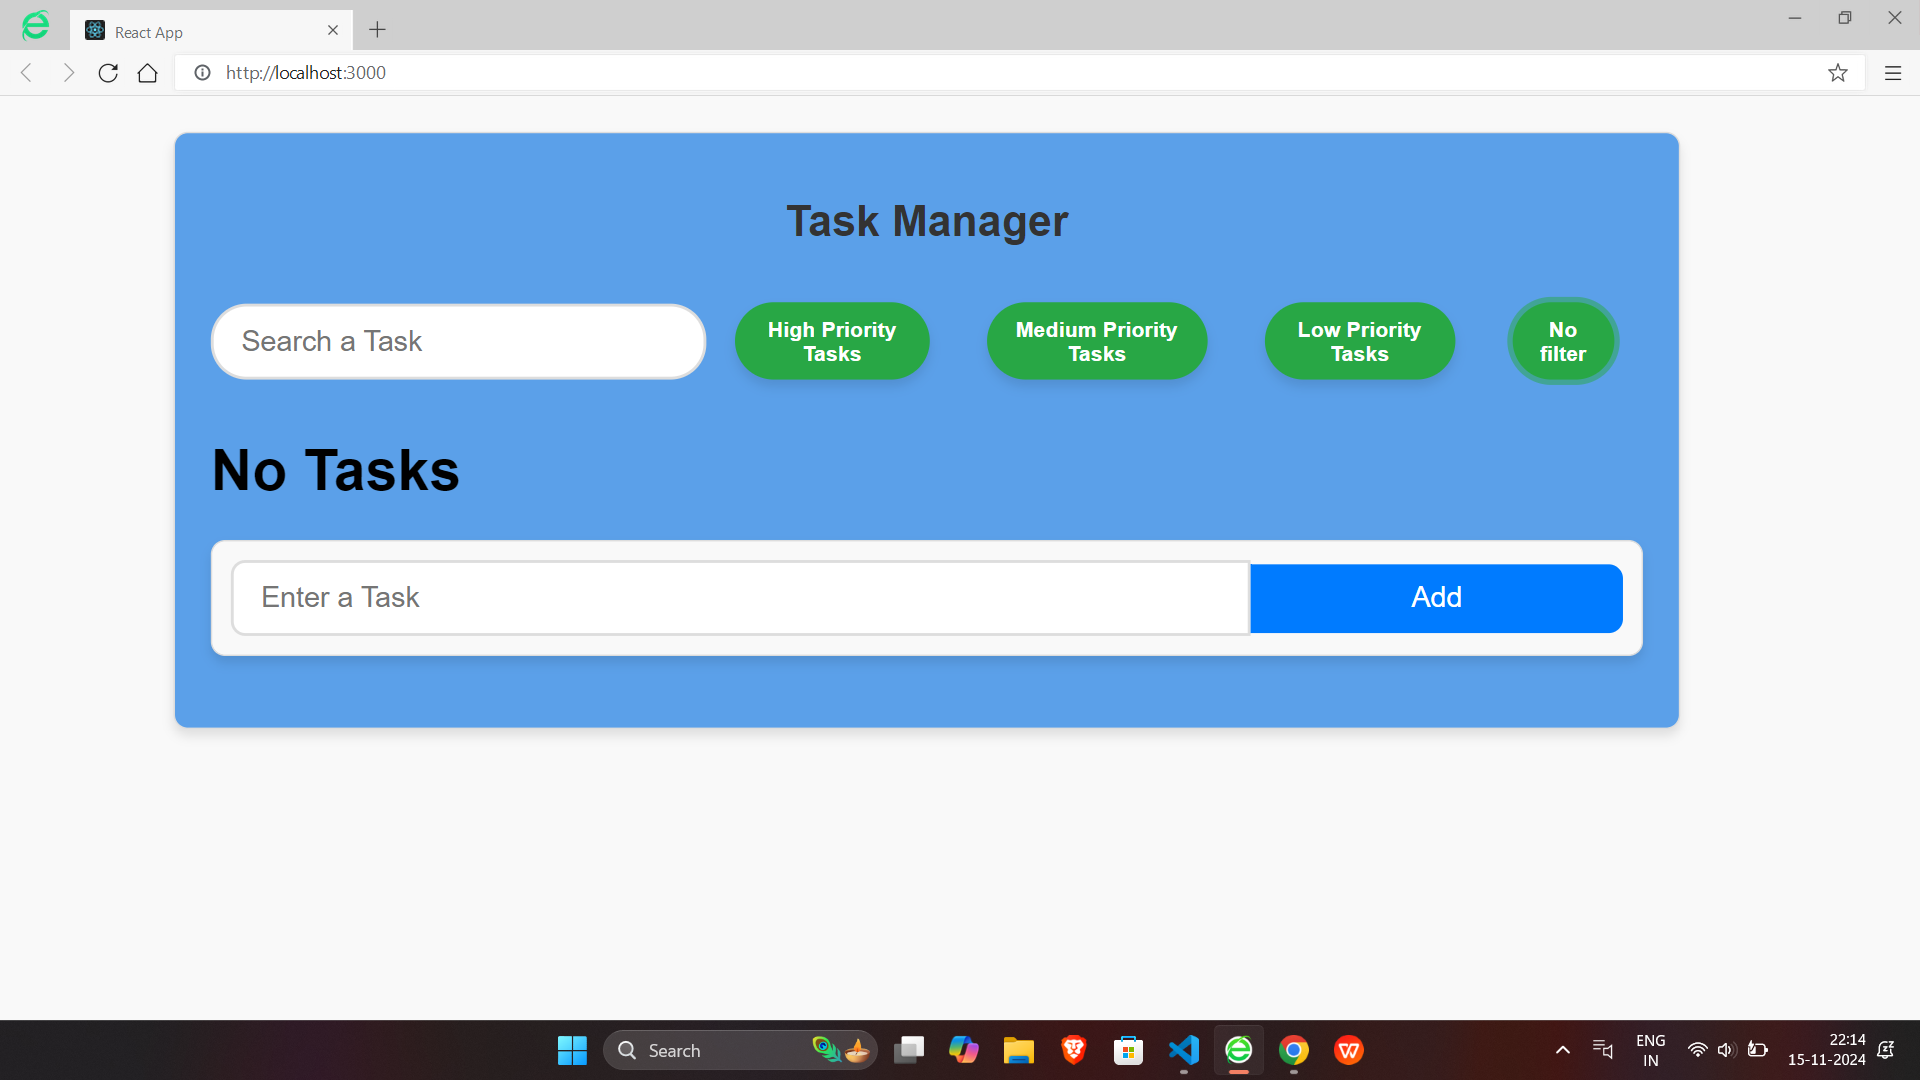 React App
http://localhost:3000
Task Manager
Search a Task
High Priority
Tasks
Medium Priority
Tasks
Low Priority
Tasks
No
filter
No Tasks
Enter a Task
Add
Search
ENG
IN
22:14
15-11-2024